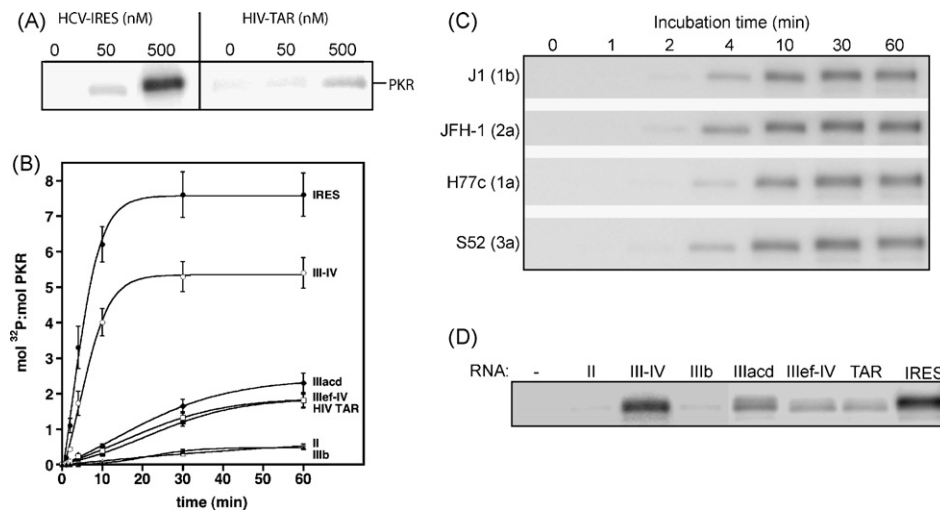 (A)
HCV-IRES (nM) HIV-TAR (nM)
0 50 500 0 50 500
PKR
(B)
mol ³²P:mol PKR
8
7
6
5
4
3
2
1
0
IRES
III-IV
IIIacd
IIIef-IV
HIV TAR
II
IIIb
0 10 20 30 40 50 60
time (min)
(C)
Incubation time (min)
0 1 2 4 10 30 60
J1 (1b)
JFH-1 (2a)
H77c (1a)
S52 (3a)
(D)
RNA: - II III-IV IIIb IIIacd IIIef-IV TAR IRES